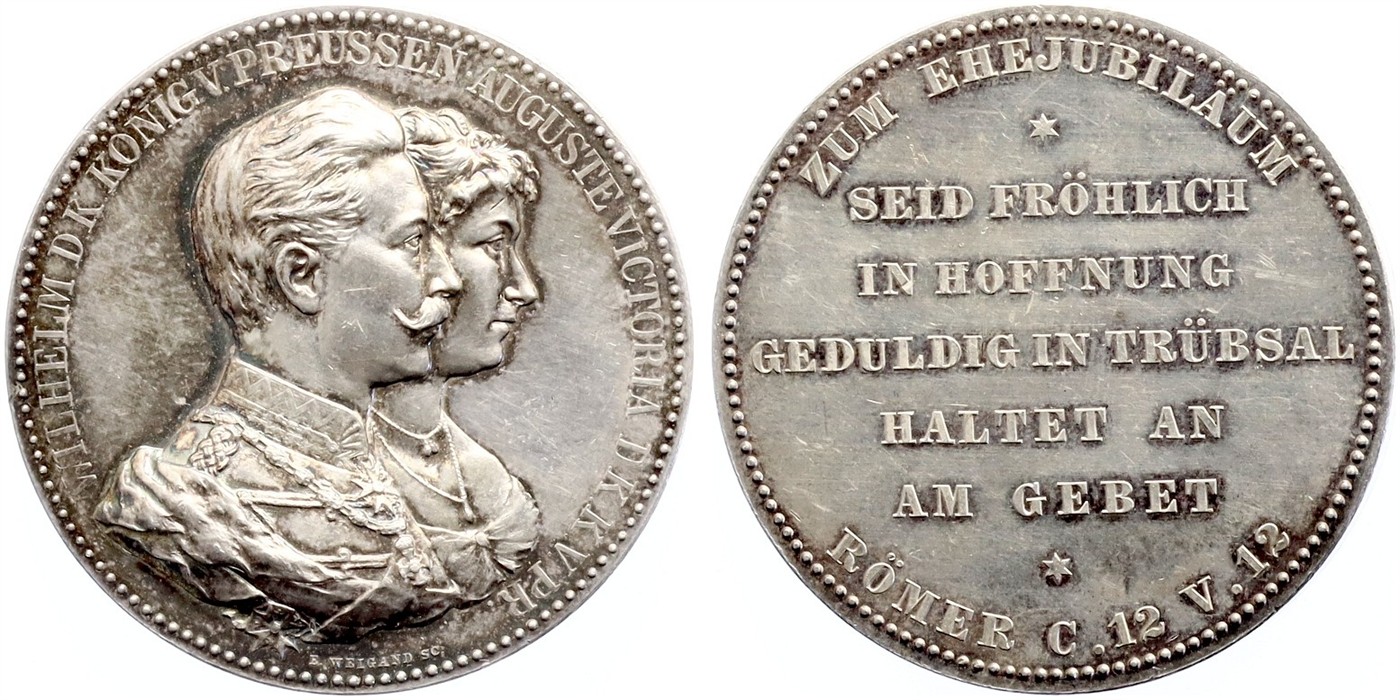 WILHELM D K KÖNIG V. PREUSSEN AUGUSTE VICTORIA D K K V PR.
E. WEIGAND SC.
ZUM EHEJUBILÄUM
SEID FRÖHLICH
IN HOFFNUNG
GEDULDIG IN TRÜBSAL
HALTET AN
AM GEBET
RÖMER C. 12 V. 12